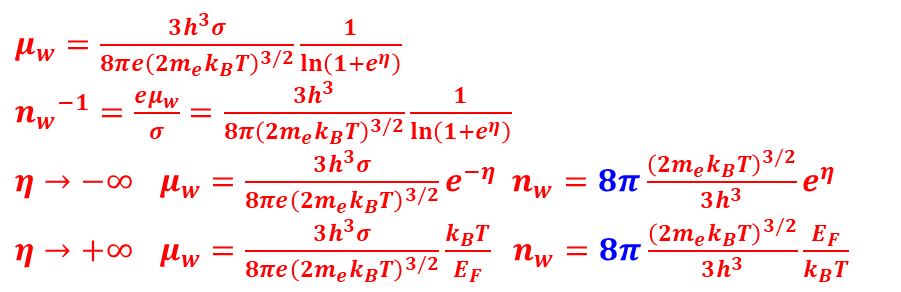 μ_w = 3h³σ / 8πe(2m_e k_B T)^{3/2} 1 / ln(1+e^η)
n_w⁻¹ = eμ_w / σ = 3h³ / 8π(2m_e k_B T)^{3/2} 1 / ln(1+e^η)
η → −∞ μ_w = 3h³σ / 8πe(2m_e k_B T)^{3/2} e^{−η} n_w = 8π (2m_e k_B T)^{3/2} / 3h³ e^η
η → +∞ μ_w = 3h³σ / 8πe(2m_e k_B T)^{3/2} k_B T / E_F n_w = 8π (2m_e k_B T)^{3/2} / 3h³ E_F / k_B T